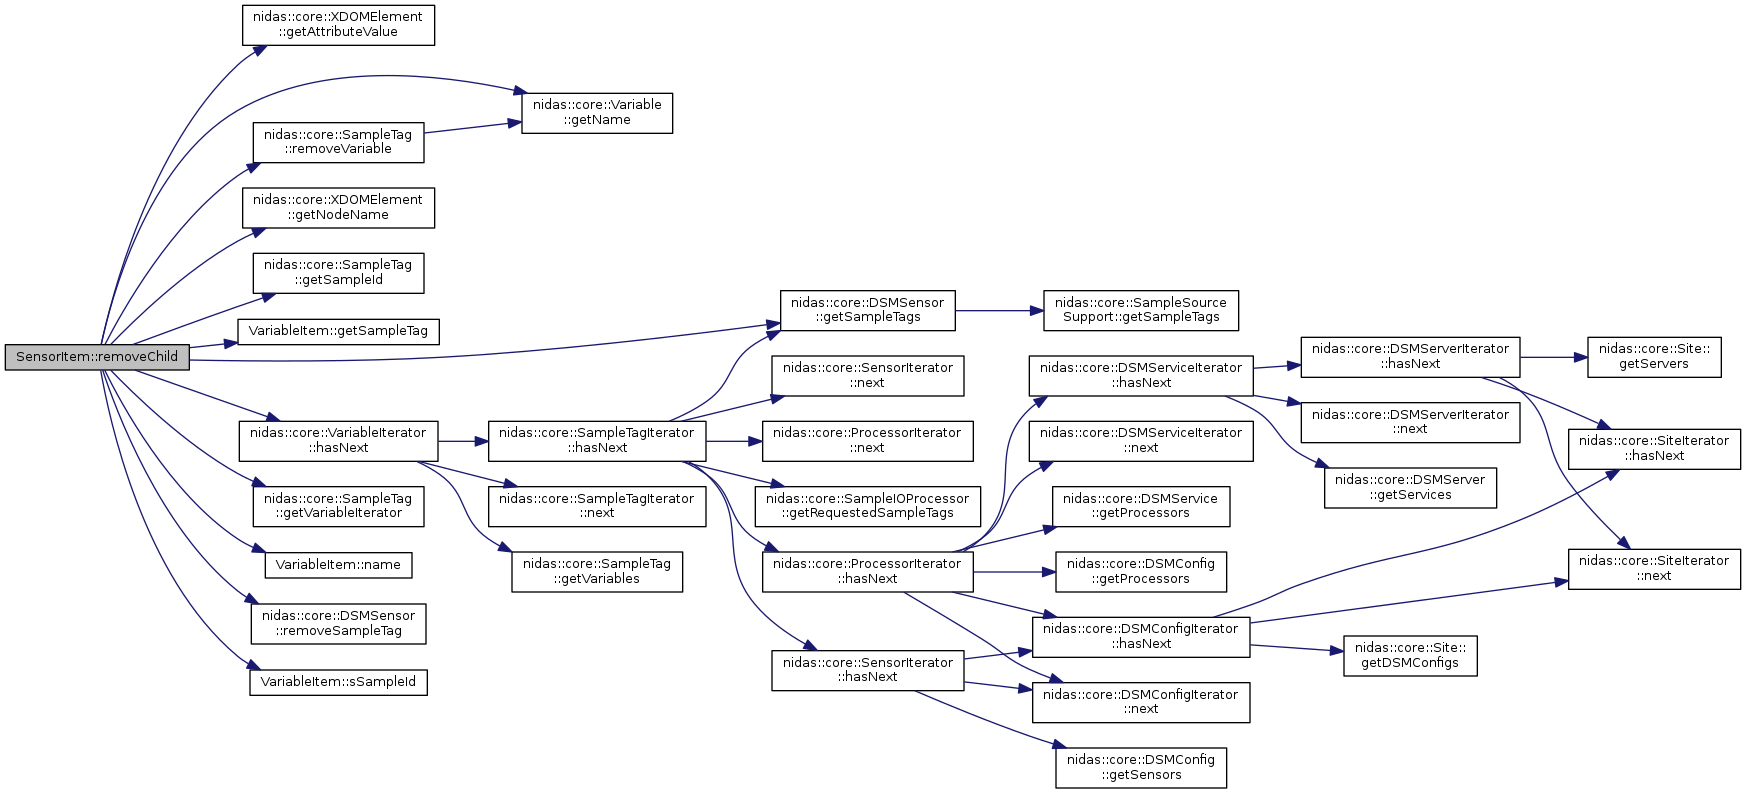 SensorItem::removeChild
nidas::core::XDOMElement
::getAttributeValue
nidas::core::Variable
::getName
nidas::core::SampleTag
::removeVariable
nidas::core::XDOMElement
::getNodeName
nidas::core::SampleTag
::getSampleId
VariableItem::getSampleTag
nidas::core::VariableIterator
::hasNext
nidas::core::SampleTag
::getVariableIterator
VariableItem::name
nidas::core::DSMSensor
::removeSampleTag
VariableItem::sSampleId
nidas::core::SampleTagIterator
::hasNext
nidas::core::SampleTagIterator
::next
nidas::core::SampleTag
::getVariables
nidas::core::DSMSensor
::getSampleTags
nidas::core::SensorIterator
::next
nidas::core::ProcessorIterator
::next
nidas::core::SampleIOProcessor
::getRequestedSampleTags
nidas::core::ProcessorIterator
::hasNext
nidas::core::SensorIterator
::hasNext
nidas::core::SampleSource
Support::getSampleTags
nidas::core::DSMServiceIterator
::hasNext
nidas::core::DSMServiceIterator
::next
nidas::core::DSMService
::getProcessors
nidas::core::DSMConfig
::getProcessors
nidas::core::DSMConfigIterator
::hasNext
nidas::core::DSMConfigIterator
::next
nidas::core::DSMConfig
::getSensors
nidas::core::DSMServerIterator
::hasNext
nidas::core::DSMServerIterator
::next
nidas::core::DSMServer
::getServices
nidas::core::Site::
getDSMConfigs
nidas::core::Site::
getServers
nidas::core::SiteIterator
::hasNext
nidas::core::SiteIterator
::next